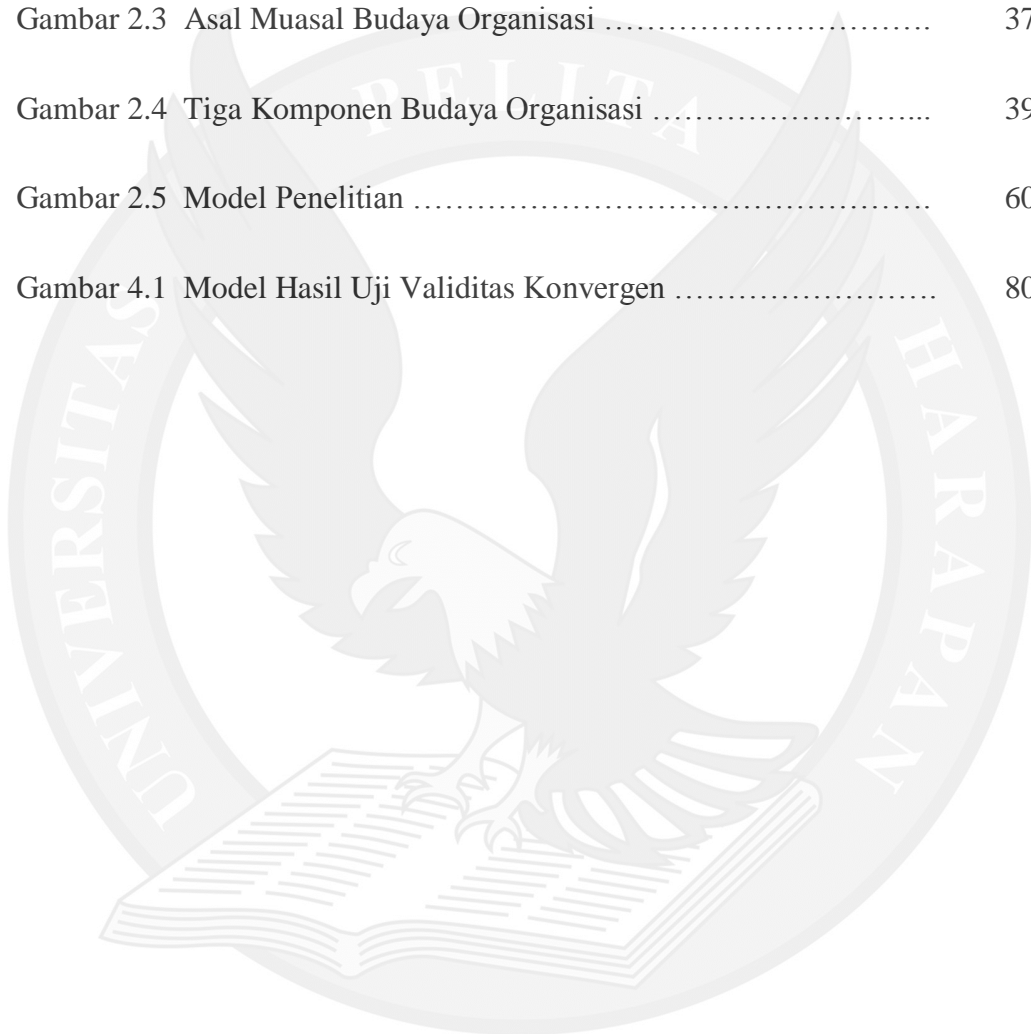 Gambar 2.3 Asal Muasal Budaya Organisasi …………………………. 37
Gambar 2.4 Tiga Komponen Budaya Organisasi ……………………... 39
Gambar 2.5 Model Penelitian …………………………………………. 60
Gambar 4.1 Model Hasil Uji Validitas Konvergen ……………………. 80
UNIVERSITAS PELITA HARAPAN